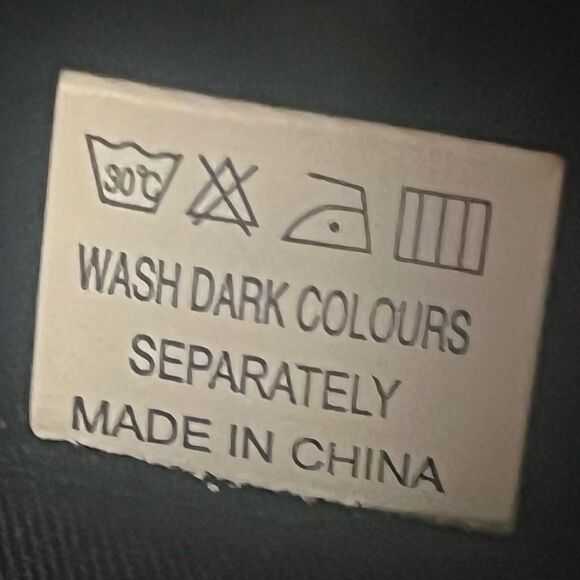 30°C
WASH DARK COLOURS
SEPARATELY
MADE IN CHINA